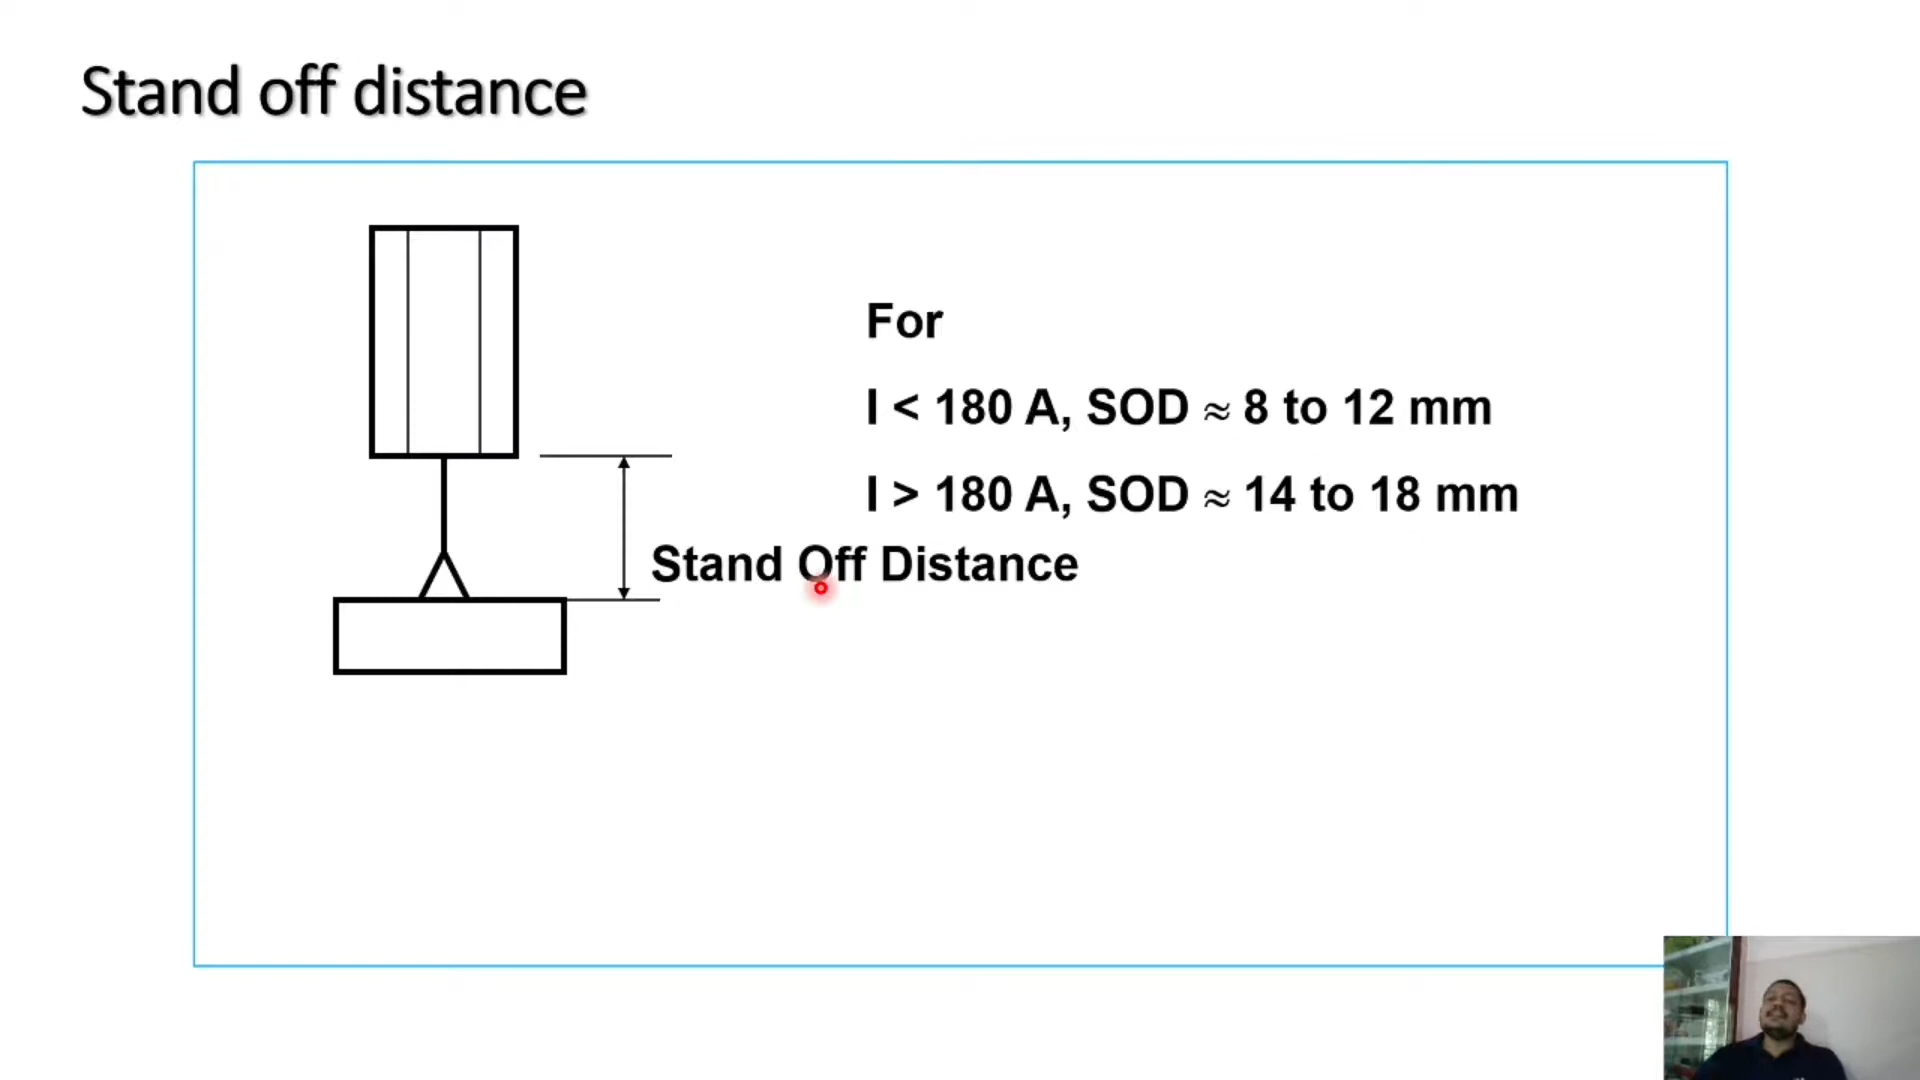 Stand off distance
For
I < 180 A, SOD ≈ 8 to 12 mm
I > 180 A, SOD ≈ 14 to 18 mm
Stand Off Distance